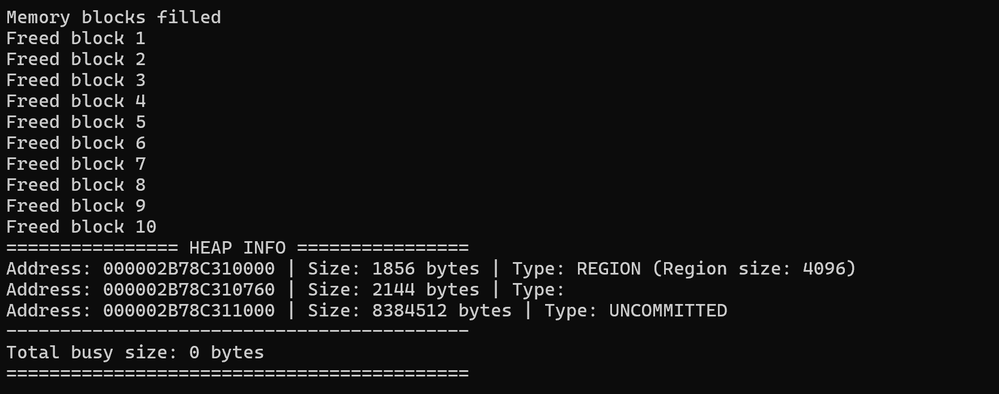 Memory blocks filled
Freed block 1
Freed block 2
Freed block 3
Freed block 4
Freed block 5
Freed block 6
Freed block 7
Freed block 8
Freed block 9
Freed block 10
================ HEAP INFO ================
Address: 000002B78C310000 | Size: 1856 bytes | Type: REGION (Region size: 4096)
Address: 000002B78C310760 | Size: 2144 bytes | Type:
Address: 000002B78C311000 | Size: 8384512 bytes | Type: UNCOMMITTED
-------------------------------------------
Total busy size: 0 bytes
===========================================